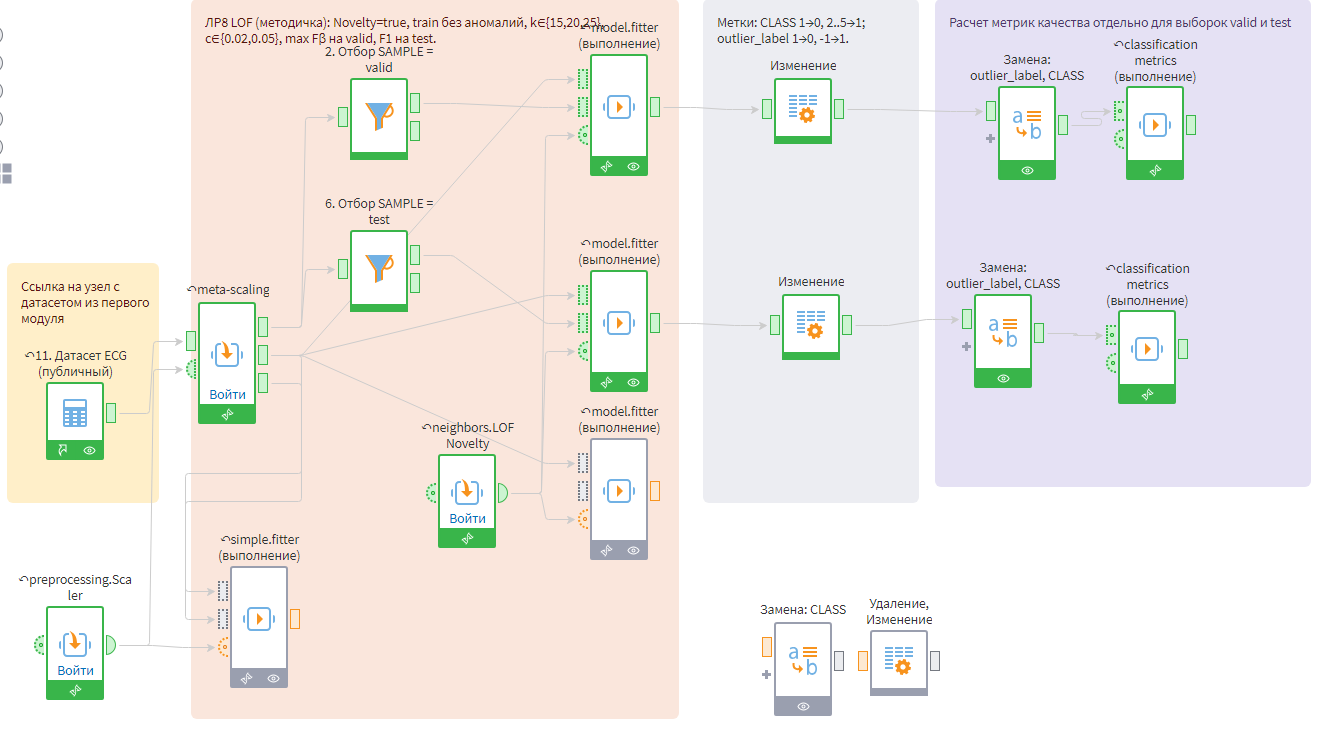 ЛР8 LOF (методичка): Novelty=true, train без аномалий, k∈{15,20,25},
c∈{0.02,0.05}, max Fβ на valid, F1 на test.
Метки: CLASS 1→0, 2..5→1;
outlier_label 1→0, -1→1.
Расчет метрик качества отдельно для выборок valid и test
2. Отбор SAMPLE =
valid
model.fitter
(выполнение)
Изменение
Замена:
outlier_label, CLASS
a
b
classification
metrics
(выполнение)
6. Отбор SAMPLE =
test
model.fitter
(выполнение)
Изменение
Замена:
outlier_label, CLASS
a
b
classification
metrics
(выполнение)
Ссылка на узел с
датасетом из первого
модуля
11. Датасет ECG
(публичный)
meta-scaling
Войти
neighbors.LOF
Novelty
Войти
model.fitter
(выполнение)
simple.fitter
(выполнение)
preprocessing.Sca
ler
Войти
Замена: CLASS
a
b
Удаление,
Изменение